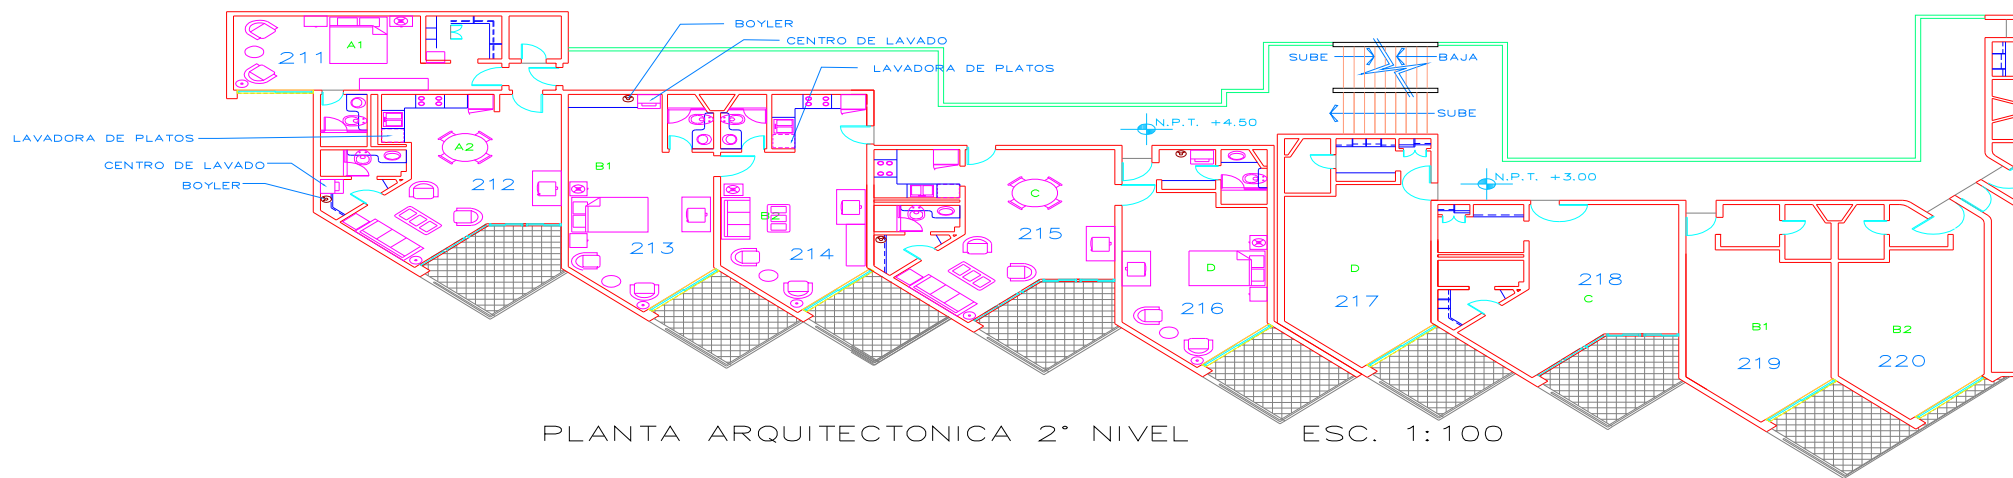 BOYLER
CENTRO DE LAVADO
LAVADORA DE PLATOS
SUBE
BAJA
SUBE
A1
211
N.P.T. +4.50
LAVADORA DE PLATOS
CENTRO DE LAVADO
BOYLER
A2
212
B1
213
B2
214
C
215
D
216
D
217
N.P.T. +3.00
218
C
B1
219
B2
220
PLANTA ARQUITECTONICA 2° NIVEL
ESC. 1:100